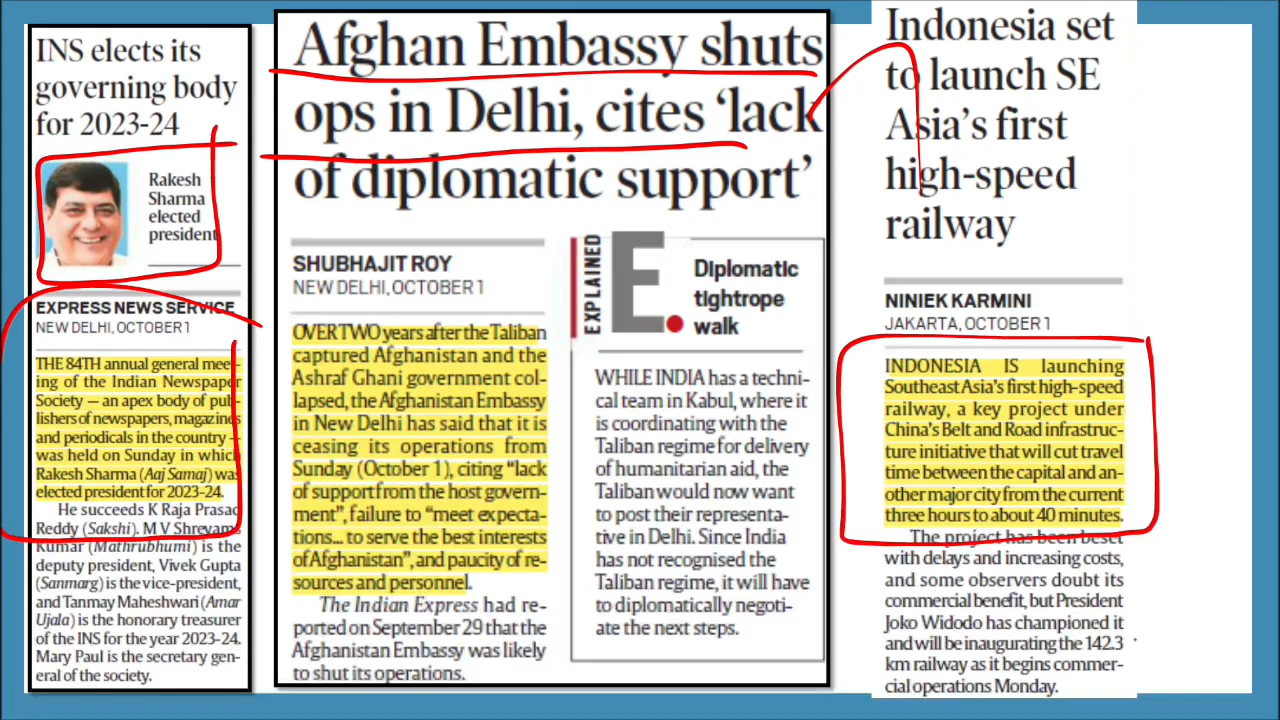 INS elects its
governing body
for 2023-24
Rakesh
Sharma
elected
president
EXPRESS NEWS SERVICE
NEW DELHI, OCTOBER 1
THE 84TH annual general meet-
ing of the Indian Newspaper
Society — an apex body of pub-
lishers of newspapers, magazines
and periodicals in the country —
was held on Sunday in which
Rakesh Sharma (Aaj Samaj) was
elected president for 2023-24.
He succeeds K Raja Prasad
Reddy (Sakshi). M V Shreyams
Kumar (Mathrubhumi) is the
deputy president, Vivek Gupta
(Sanmarg) is the vice-president,
and Tanmay Maheshwari (Amar
Ujala) is the honorary treasurer
of the INS for the year 2023-24.
Mary Paul is the secretary gen-
eral of the society.
Afghan Embassy shuts
ops in Delhi, cites ‘lack
of diplomatic support’
SHUBHAJIT ROY
NEW DELHI, OCTOBER 1
OVER TWO years after the Taliban
captured Afghanistan and the
Ashraf Ghani government col-
lapsed, the Afghanistan Embassy
in New Delhi has said that it is
ceasing its operations from
Sunday (October 1), citing “lack
of support from the host govern-
ment”, failure to “meet expecta-
tions... to serve the best interests
of Afghanistan”, and paucity of re-
sources and personnel.
The Indian Express had re-
ported on September 29 that the
Afghanistan Embassy was likely
to shut its operations.
EXPLAINED
E.
Diplomatic
tightrope
walk
WHILE INDIA has a techni-
cal team in Kabul, where it
is coordinating with the
Taliban regime for delivery
of humanitarian aid, the
Taliban would now want
to post their representa-
tive in Delhi. Since India
has not recognised the
Taliban regime, it will have
to diplomatically negoti-
ate the next steps.
Indonesia set
to launch SE
Asia’s first
high-speed
railway
NINIEK KARMINI
JAKARTA, OCTOBER 1
INDONESIA IS launching
Southeast Asia’s first high-speed
railway, a key project under
China’s Belt and Road infrastruc-
ture initiative that will cut travel
time between the capital and an-
other major city from the current
three hours to about 40 minutes.
The project has been beset
with delays and increasing costs,
and some observers doubt its
commercial benefit, but President
Joko Widodo has championed it
and will be inaugurating the 142.3
km railway as it begins commer-
cial operations Monday.